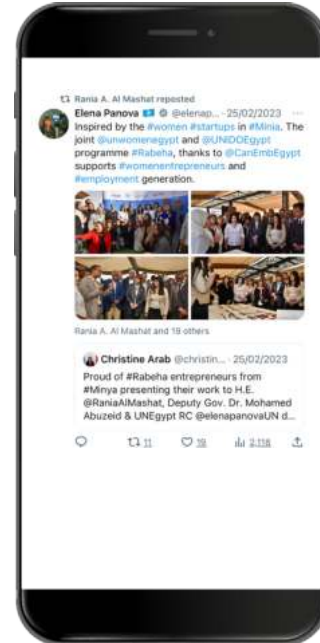 Rania A. Al Mashat reposted
Elena Panova @elenap... · 25/02/2023 ...
Inspired by the #women #startups in #Minia. The
joint @unwomenegypt and @UNIDOEgypt
programme #Rabeha, thanks to @CanEmbEgypt
supports #womenentrepreneurs and
#employment generation.
Rania A. Al Mashat and 18 others
Christine Arab @christin... · 25/02/2023
Proud of #Rabeha entrepreneurs from
#Minya presenting their work to H.E.
@RaniaAlMashat, Deputy Gov. Dr. Mohamed
Abuzeid & UNEgypt RC @elenapanovaUN d...
11 19 2,118